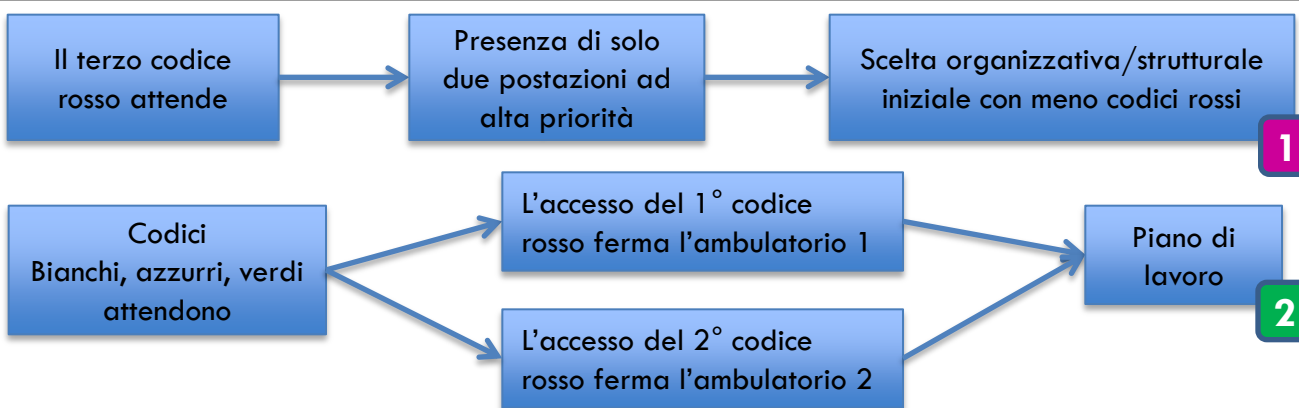 Il terzo codice
rosso attende
Presenza di solo
due postazioni ad
alta priorità
Scelta organizzativa/strutturale
iniziale con meno codici rossi
1
Codici
Bianchi, azzurri, verdi
attendono
L'accesso del 1° codice
rosso ferma l'ambulatorio 1
L'accesso del 2° codice
rosso ferma l'ambulatorio 2
Piano di
lavoro
2